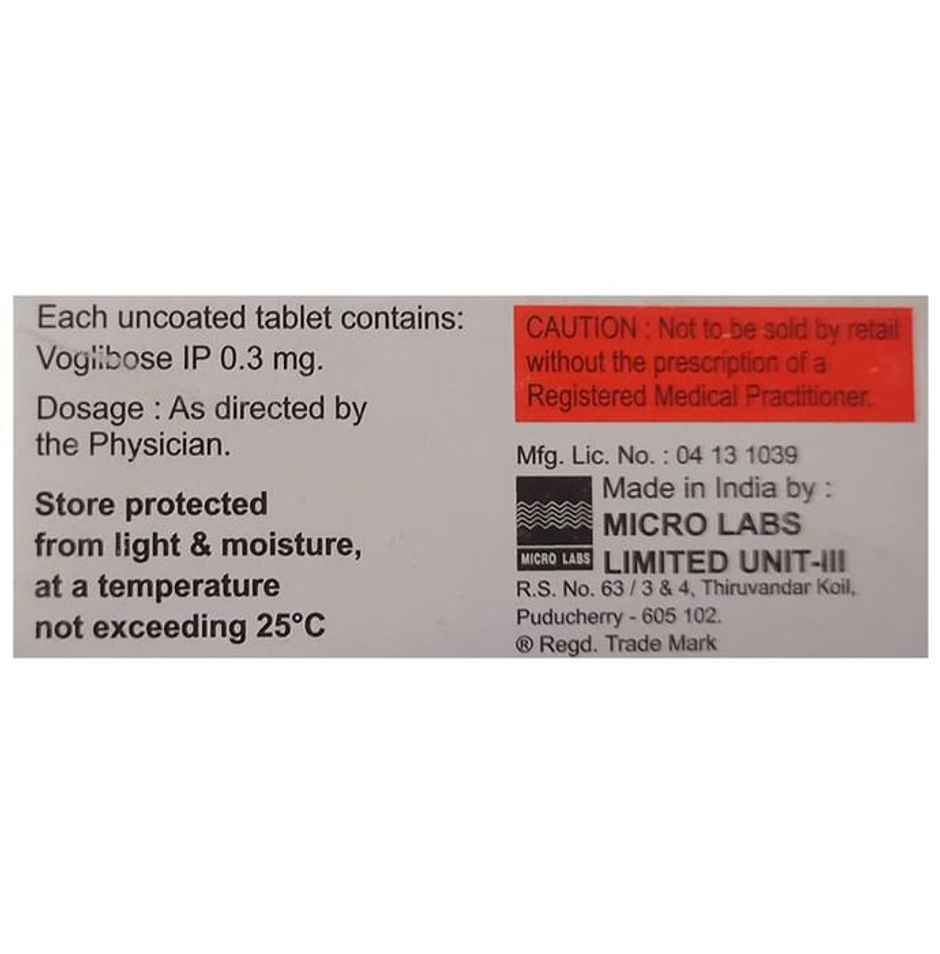 Each uncoated tablet contains:
Voglibose IP 0.3 mg.
Dosage : As directed by
the Physician.
Store protected
from light & moisture,
at a temperature
not exceeding 25°C
CAUTION : Not to be sold by retail
without the prescription of a
Registered Medical Practitioner.
Mfg. Lic. No. : 04 13 1039
Made in India by :
MICRO LABS
LIMITED UNIT-III
MICRO LABS
R.S. No. 63 / 3 & 4, Thiruvandar Koil,
Puducherry - 605 102.
® Regd. Trade Mark